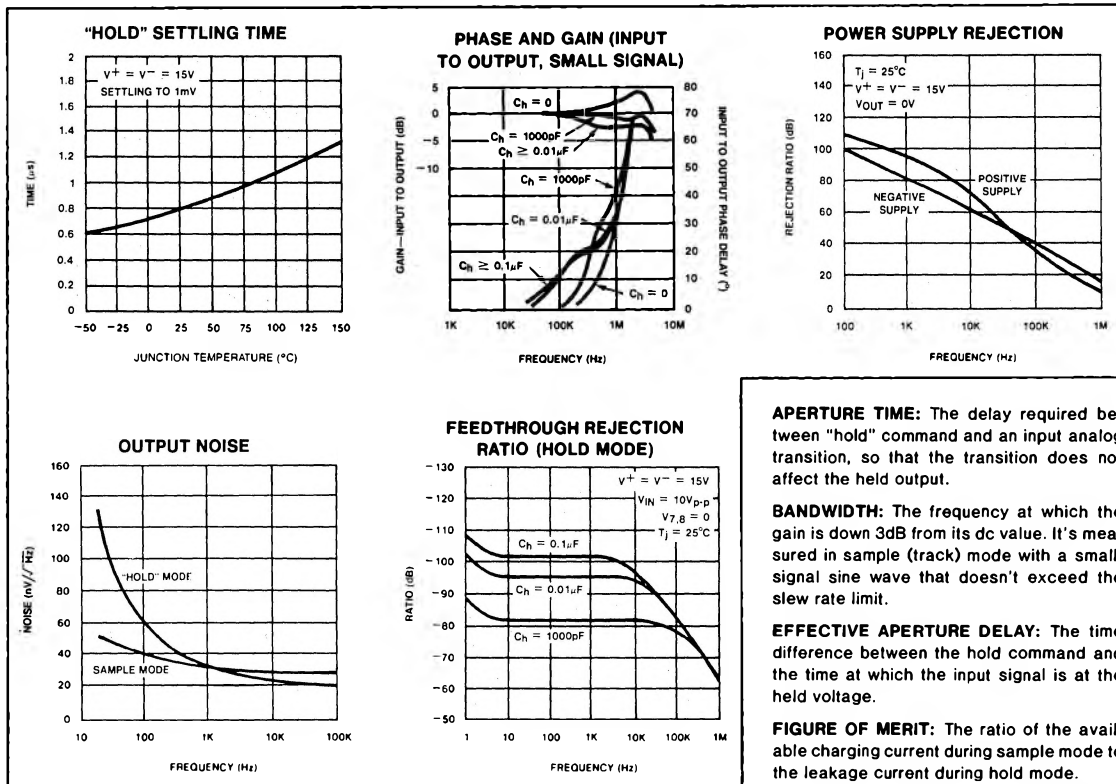 "HOLD" SETTLING TIME
2
1.8
1.6
1.4
1.2
1
0.8
0.6
0.4
0.2
0
V+ = V− = 15V
SETTLING TO 1mV
TIME (μs)
−50 −25 0 25 50 75 100 125 150
JUNCTION TEMPERATURE (°C)
PHASE AND GAIN (INPUT
TO OUTPUT, SMALL SIGNAL)
5
0
−5
−10
GAIN—INPUT TO OUTPUT (dB)
Ch = 0
Ch = 1000pF
Ch ≥ 0.01μF
Ch = 1000pF
Ch = 0.01μF
Ch ≥ 0.1μF
Ch = 0
80
70
60
50
40
30
20
10
0
INPUT TO OUTPUT PHASE DELAY (°)
1K 10K 100K 1M 10M
FREQUENCY (Hz)
POWER SUPPLY REJECTION
160
140
120
100
80
60
40
20
0
REJECTION RATIO (dB)
Tj = 25°C
V+ = V− = 15V
VOUT = 0V
POSITIVE
SUPPLY
NEGATIVE
SUPPLY
100 1K 10K 100K 1M
FREQUENCY (Hz)
OUTPUT NOISE
160
140
120
100
80
60
40
20
0
NOISE (nV/√Hz)
"HOLD" MODE
SAMPLE MODE
10 100 1K 10K 100K
FREQUENCY (Hz)
FEEDTHROUGH REJECTION
RATIO (HOLD MODE)
−130
−120
−110
−100
−90
−80
−70
−60
−50
RATIO (dB)
V+ = V− = 15V
VIN = 10Vp-p
V7,8 = 0
Tj = 25°C
Ch = 0.1μF
Ch = 0.01μF
Ch = 1000pF
1 10 100 1K 10K 100K 1M
FREQUENCY (Hz)
APERTURE TIME: The delay required be
tween "hold" command and an input analog
transition, so that the transition does no
affect the held output.
BANDWIDTH: The frequency at which the
gain is down 3dB from its dc value. It's mea
sured in sample (track) mode with a small
signal sine wave that doesn't exceed the
slew rate limit.
EFFECTIVE APERTURE DELAY: The time
difference between the hold command and
the time at which the input signal is at the
held voltage.
FIGURE OF MERIT: The ratio of the avail
able charging current during sample mode to
the leakage current during hold mode.